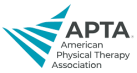 APTA
American
Physical Therapy
Association